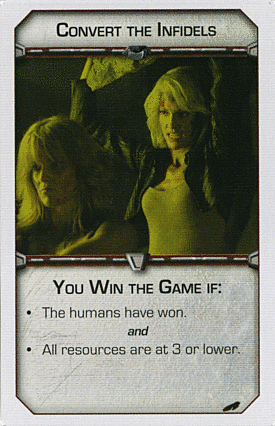 Convert the Infidels
You Win the Game if:
• The humans have won.
and
• All resources are at 3 or lower.